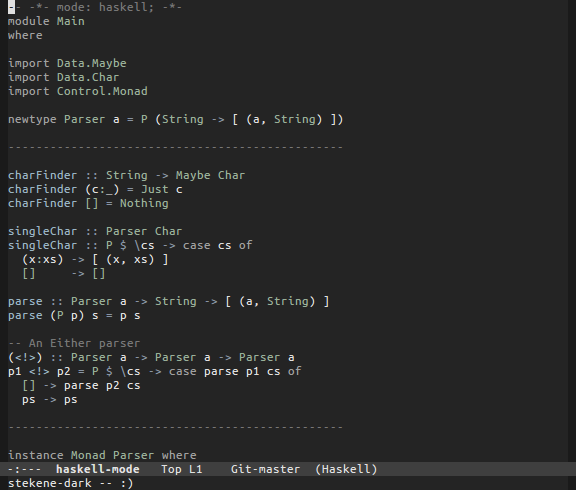 -- -*- mode: haskell; -*-
module Main
where
import Data.Maybe
import Data.Char
import Control.Monad
newtype Parser a = P (String -> [ (a, String) ])
------------------------------------------------
charFinder :: String -> Maybe Char
charFinder (c:_) = Just c
charFinder [] = Nothing
singleChar :: Parser Char
singleChar :: P $ \cs -> case cs of
  (x:xs) -> [ (x, xs) ]
  []     -> []
parse :: Parser a -> String -> [ (a, String) ]
parse (P p) s = p s
-- An Either parser
(<!>) :: Parser a -> Parser a -> Parser a
p1 <!> p2 = P $ \cs -> case parse p1 cs of
  [] -> parse p2 cs
  ps -> ps
------------------------------------------------
instance Monad Parser where
-:---  haskell-mode   Top L1    Git-master  (Haskell)
stekene-dark -- :)